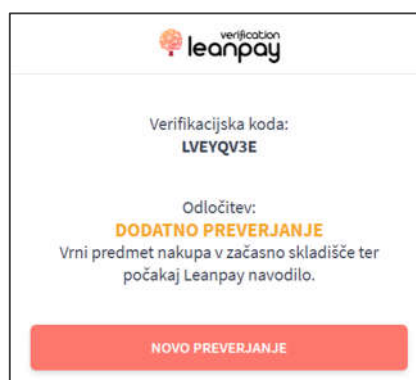 verification
leanpay
Verifikacijska koda:
LVEYQV3E
Odločitev:
DODATNO PREVERJANJE
Vrni predmet nakupa v začasno skladišče ter
počakaj Leanpay navodilo.
NOVO PREVERJANJE